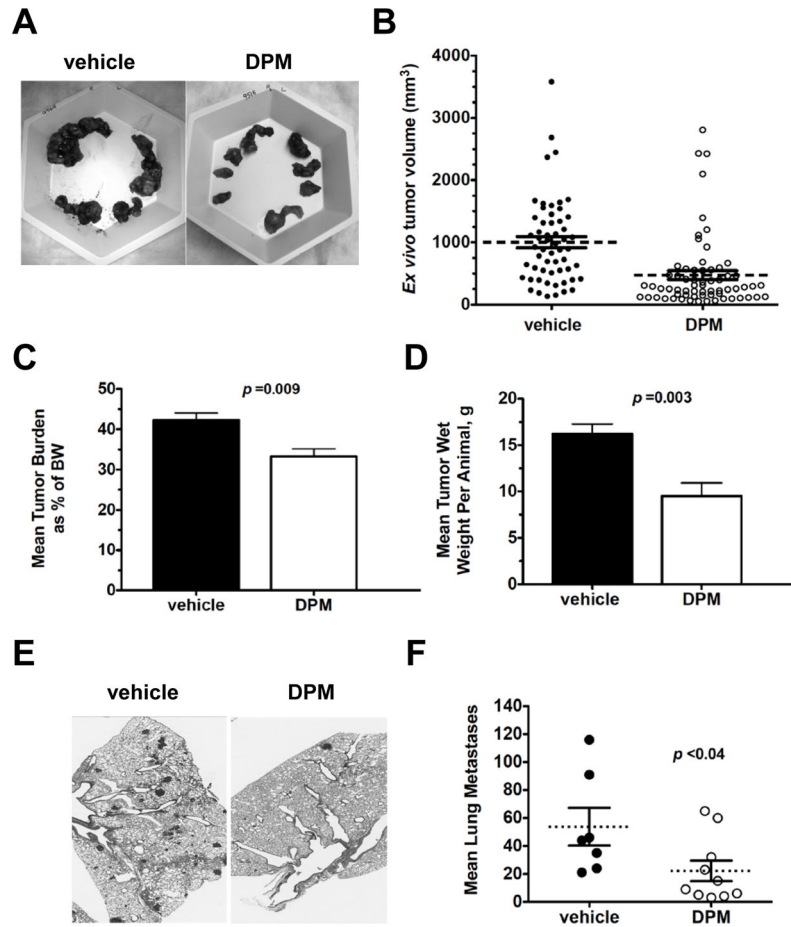 A
vehicle
DPM
B
Ex vivo tumor volume (mm³)
4000
3000
2000
1000
0
vehicle
DPM
C
Mean Tumor Burden
as % of BW
50
40
30
20
10
0
p =0.009
vehicle
DPM
D
Mean Tumor Wet
Weight Per Animal, g
20
15
10
5
0
p =0.003
vehicle
DPM
E
vehicle
DPM
F
Mean Lung Metastases
140
120
100
80
60
40
20
0
p <0.04
vehicle
DPM